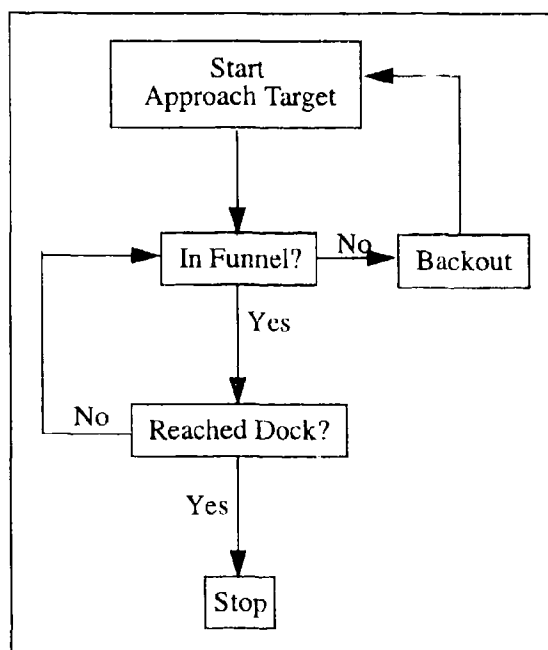 Start
Approach Target
In Funnel?
No
Backout
Yes
No
Reached Dock?
Yes
Stop